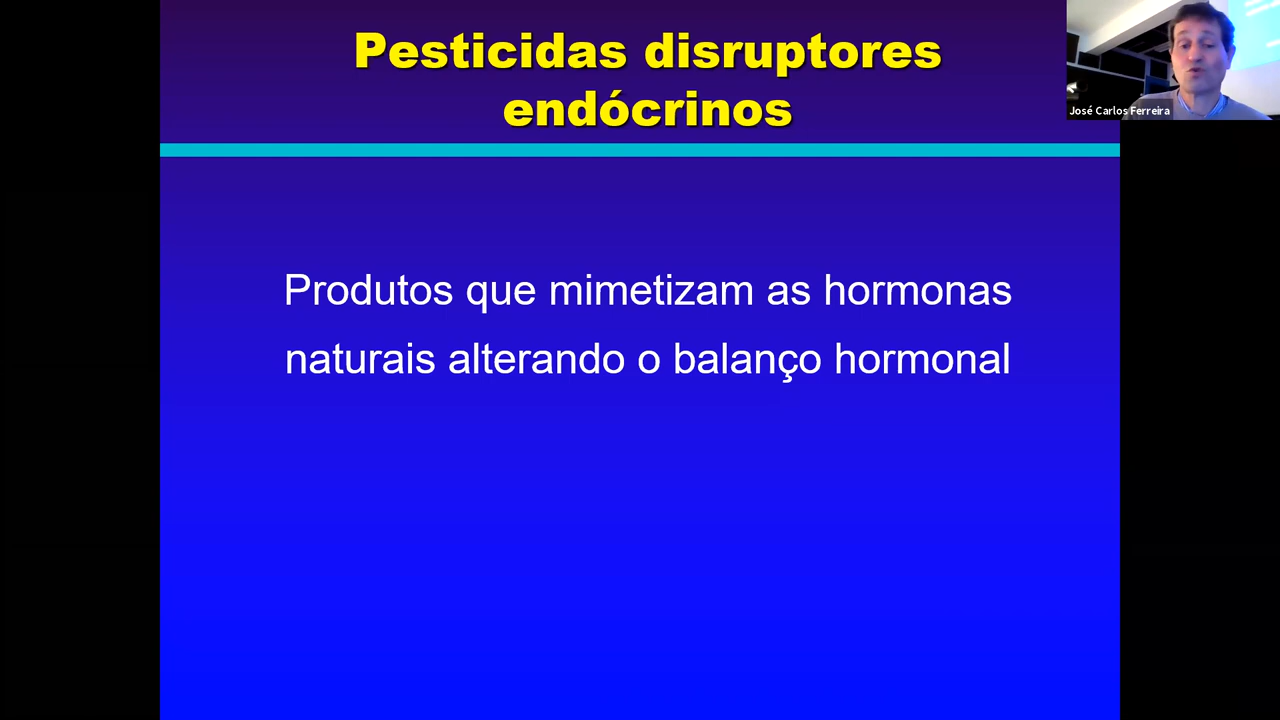 Pesticidas disruptores
endócrinos
José Carlos Ferreira
Produtos que mimetizam as hormonas
naturais alterando o balanço hormonal